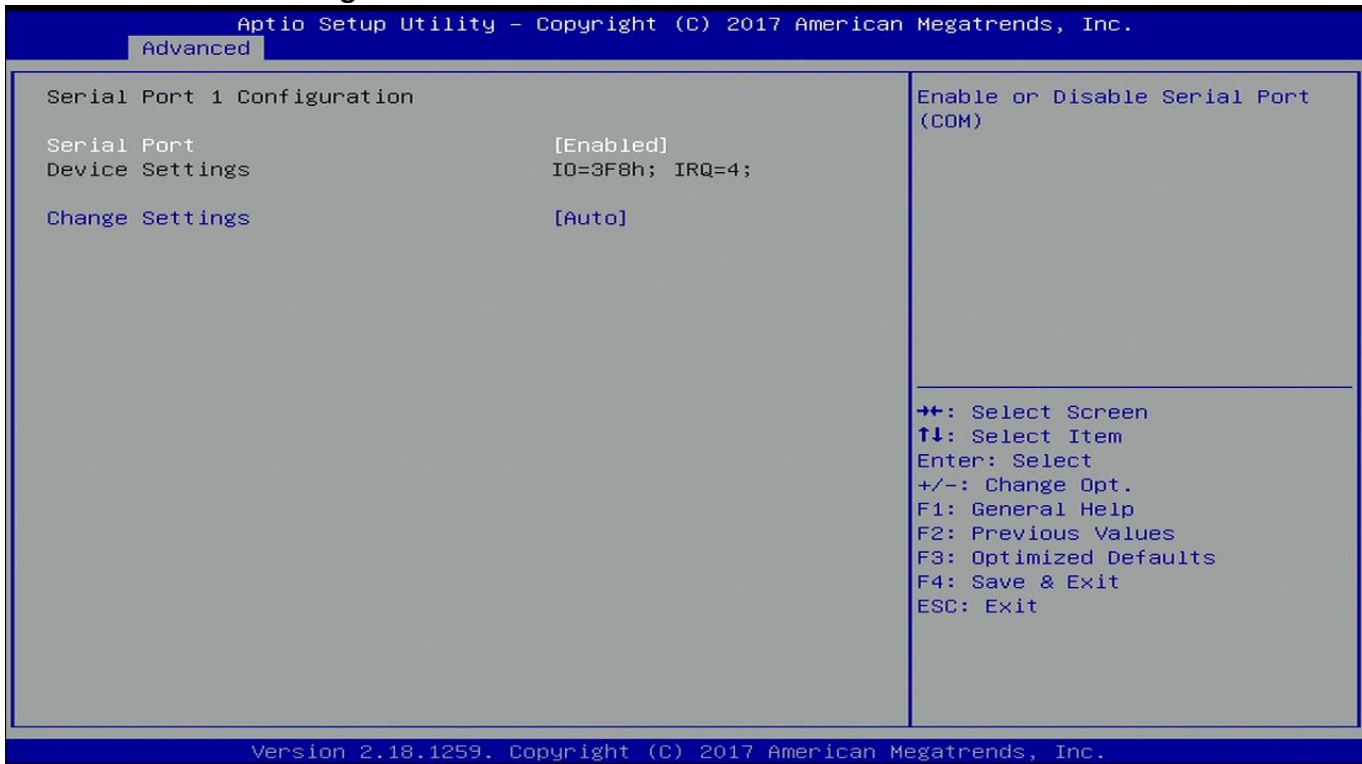 Aptio Setup Utility – Copyright (C) 2017 American Megatrends, Inc.
Advanced
Serial Port 1 Configuration
Serial Port [Enabled]
Device Settings IO=3F8h; IRQ=4;
Change Settings [Auto]
Enable or Disable Serial Port
(COM)
→←: Select Screen
↑↓: Select Item
Enter: Select
+/-: Change Opt.
F1: General Help
F2: Previous Values
F3: Optimized Defaults
F4: Save & Exit
ESC: Exit
Version 2.18.1259. Copyright (C) 2017 American Megatrends, Inc.